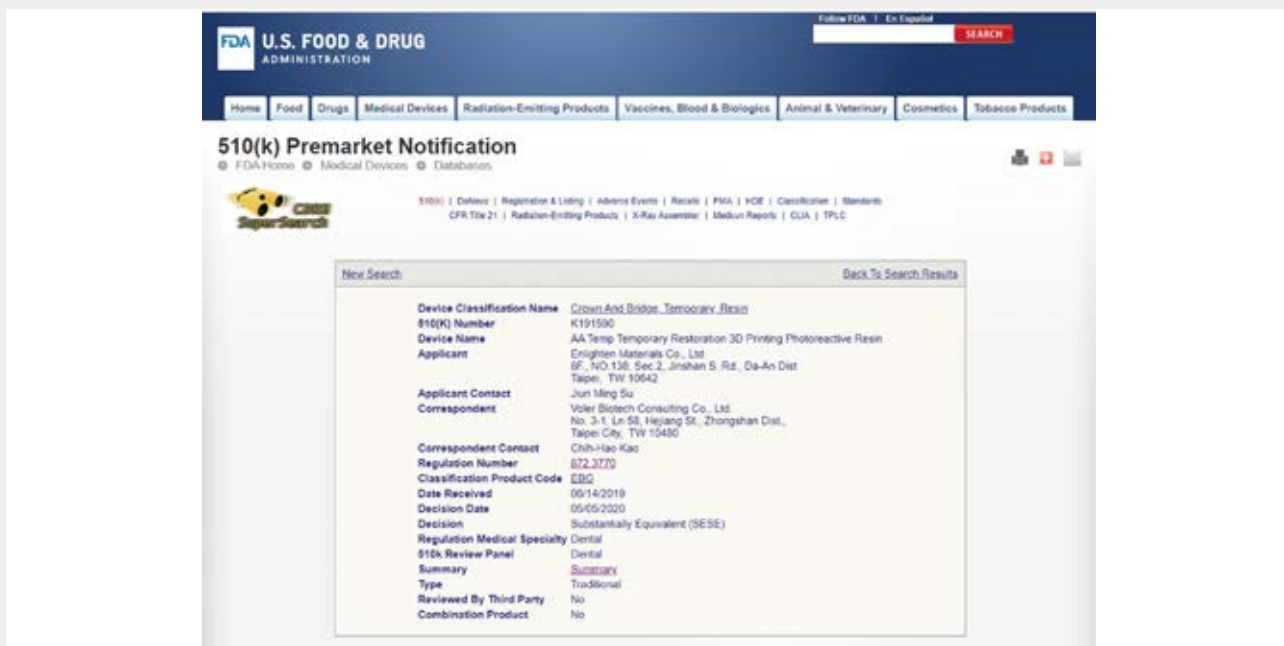 Follow FDA | En Español
FDA U.S. FOOD & DRUG
ADMINISTRATION
SEARCH
Home Food Drugs Medical Devices Radiation-Emitting Products Vaccines, Blood & Biologics Animal & Veterinary Cosmetics Tobacco Products
510(k) Premarket Notification
FDA Home Medical Devices Databases
CDRH
SuperSearch
510(k) | DeNovo | Registration & Listing | Adverse Events | Recalls | PMA | HDE | Classification | Standards
CFR Title 21 | Radiation-Emitting Products | X-Ray Assembler | Medsun Reports | CLIA | TPLC
New Search Back To Search Results
Device Classification Name Crown And Bridge, Temporary, Resin
510(K) Number K191590
Device Name AA Temp Temporary Restoration 3D Printing Photoreactive Resin
Applicant Enlighten Materials Co., Ltd
8F., NO.138, Sec.2, Jinshan S. Rd., Da-An Dist
Taipei, TW 10642
Applicant Contact Jiun Ming Su
Correspondent Voler Biotech Consulting Co., Ltd.
No. 3-1, Ln 58, Hejiang St., Zhongshan Dist.,
Taipei City, TW 10480
Correspondent Contact Chih-Hao Kao
Regulation Number 872.3770
Classification Product Code EBG
Date Received 06/14/2019
Decision Date 05/05/2020
Decision Substantially Equivalent (SESE)
Regulation Medical Specialty Dental
510k Review Panel Dental
Summary Summary
Type Traditional
Reviewed By Third Party No
Combination Product No